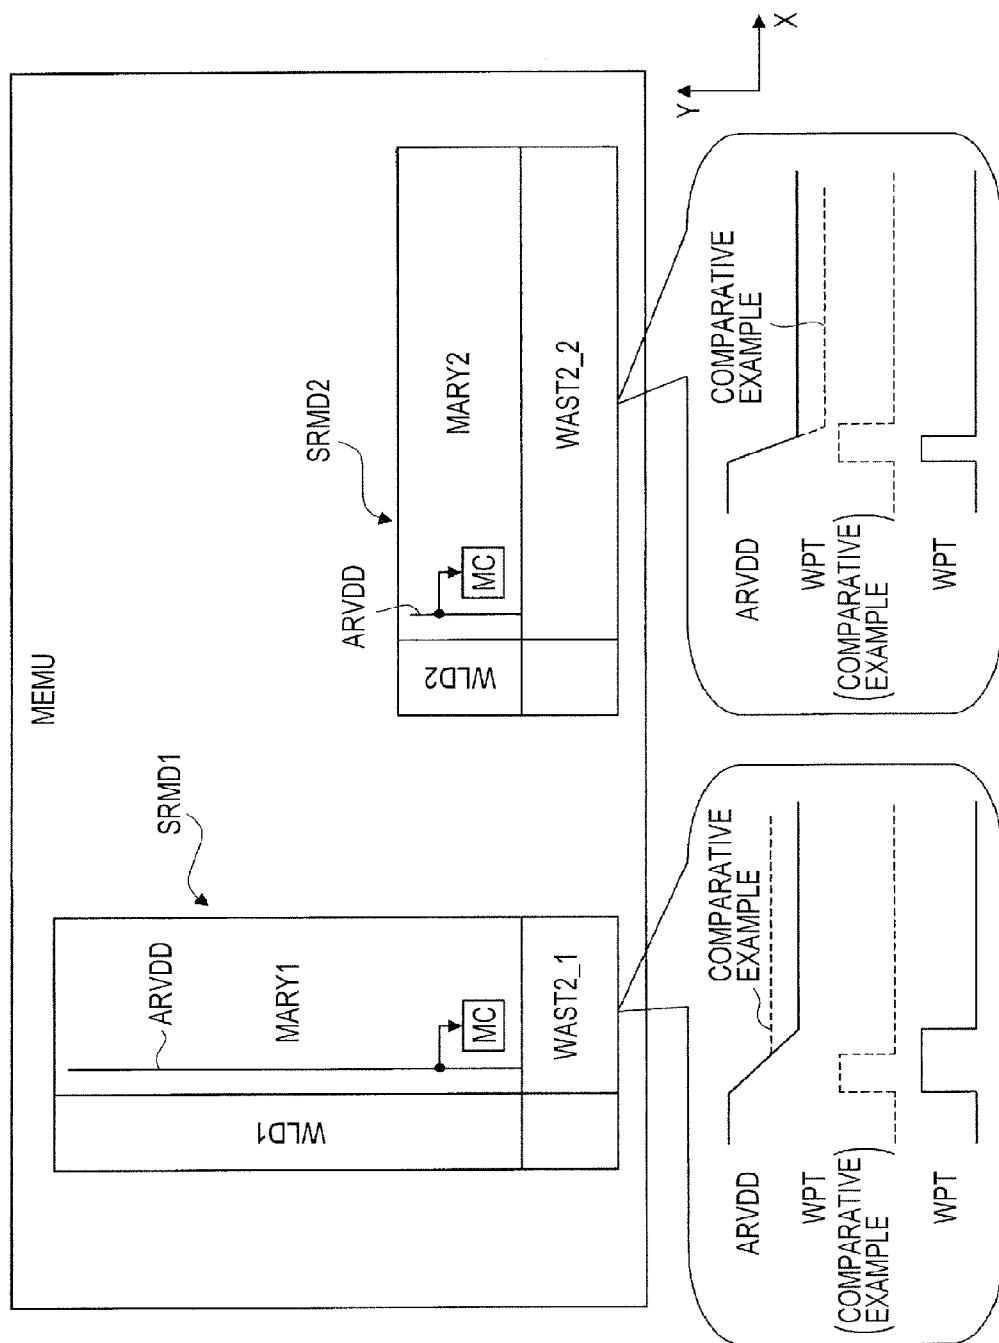 MEMU
SRMD1
ARVDD
MARY1
MC
WLD1
WAST2_1
SRMD2
ARVDD
MARY2
MC
WLD2
WAST2_2
Y
X
COMPARATIVE
EXAMPLE
ARVDD
WPT
(COMPARATIVE
EXAMPLE)
WPT
COMPARATIVE
EXAMPLE
ARVDD
WPT
(COMPARATIVE
EXAMPLE)
WPT